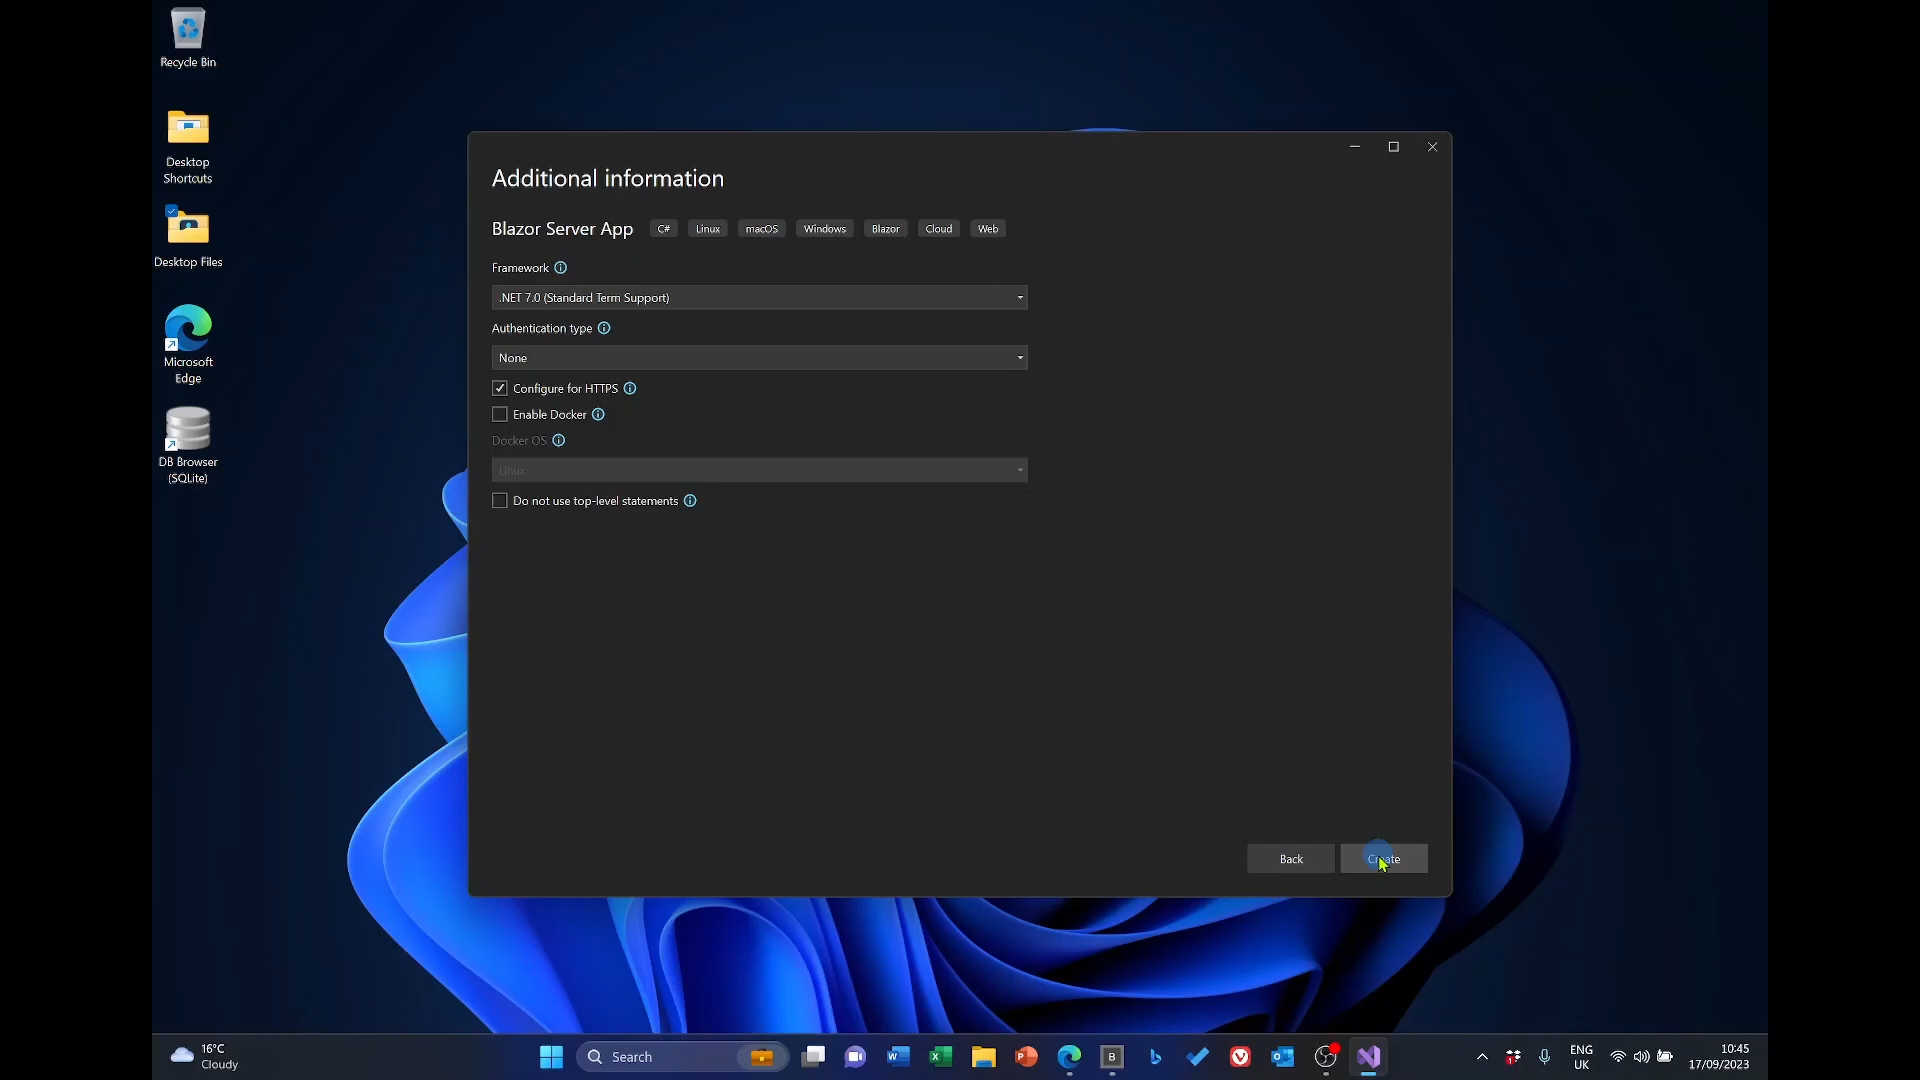 Recycle Bin
Desktop
Shortcuts
Desktop Files
Microsoft
Edge
DB Browser
(SQLite)
Additional information
Blazor Server App C# Linux macOS Windows Blazor Cloud Web
Framework
.NET 7.0 (Standard Term Support)
Authentication type
None
Configure for HTTPS
Enable Docker
Docker OS
Linux
Do not use top-level statements
Back Create
16°C
Cloudy
Search
ENG
UK
10:45
17/09/2023